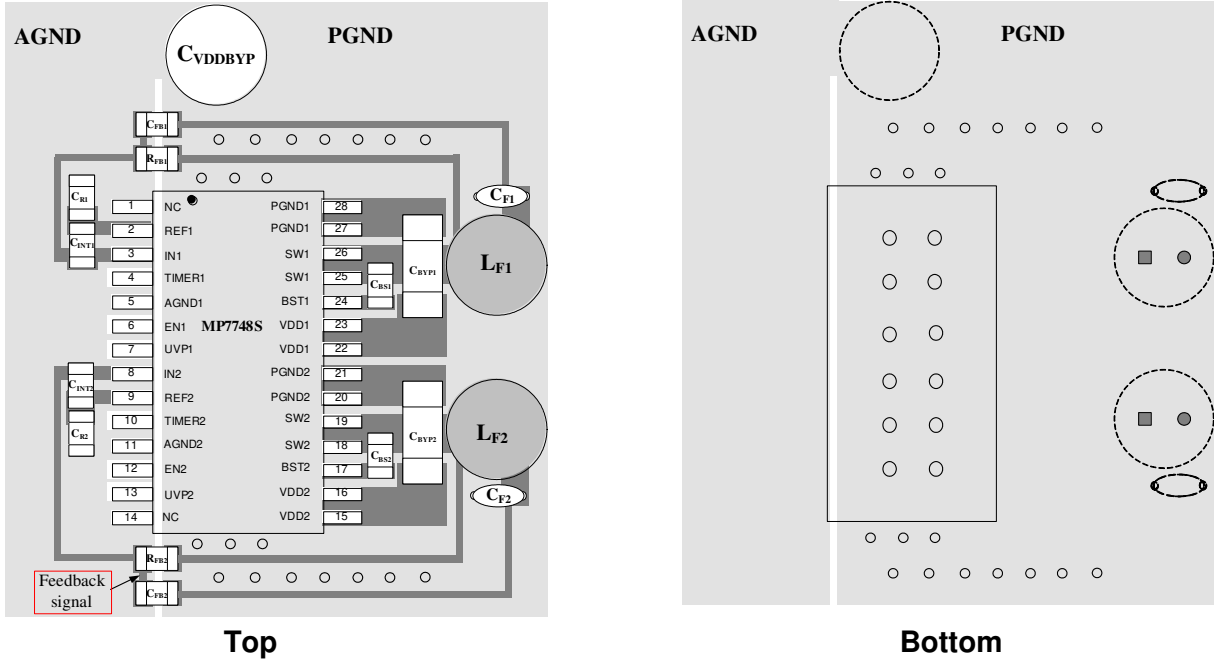 AGND
PGND
CVDDBYP
CFB1
RFB1
CR1
CINT1
CF1
LF1
CBYP1
CBS1
MP7748S
1 NC
2 REF1
3 IN1
4 TIMER1
5 AGND1
6 EN1
7 UVP1
8 IN2
9 REF2
10 TIMER2
11 AGND2
12 EN2
13 UVP2
14 NC
PGND1 28
PGND1 27
SW1 26
SW1 25
BST1 24
VDD1 23
VDD1 22
PGND2 21
PGND2 20
SW2 19
SW2 18
BST2 17
VDD2 16
VDD2 15
CINT2
CR2
CBYP2
CBS2
LF2
CF2
RFB2
CFB2
Feedback
signal
Top
AGND
PGND
Bottom